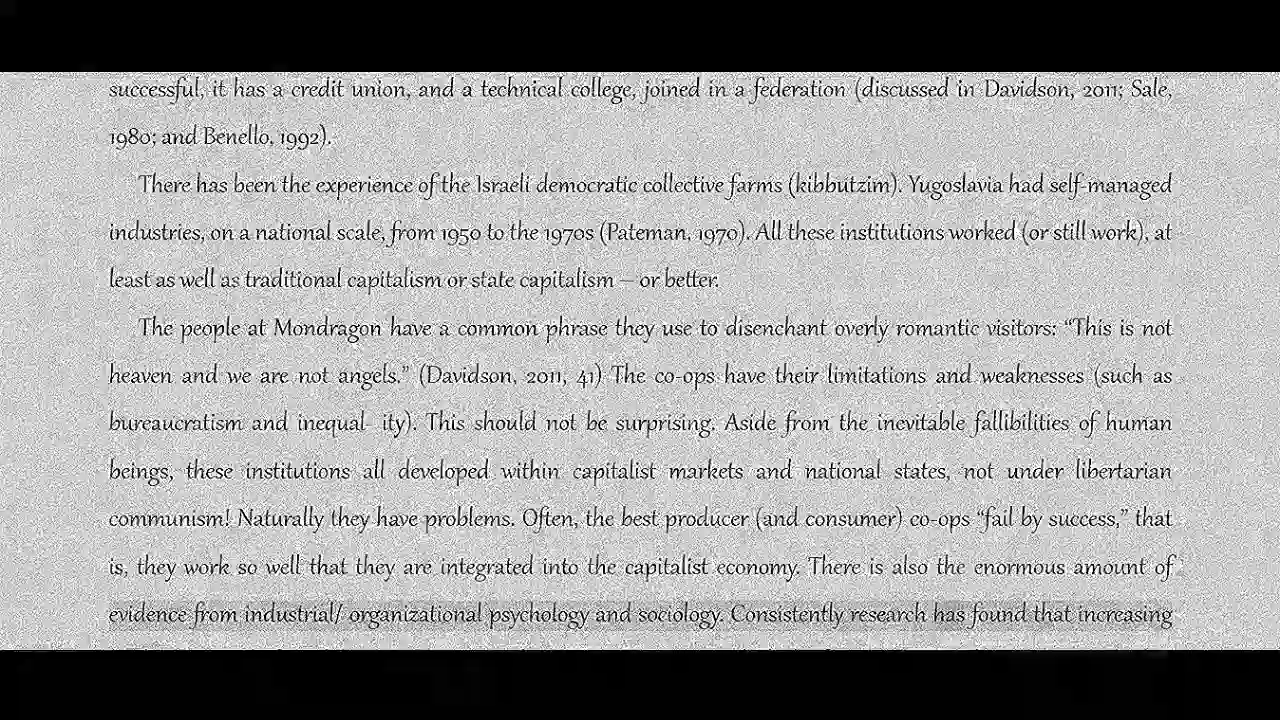 successful, it has a credit union, and a technical college, joined in a federation (discussed in Davidson, 2011; Sale,
1980; and Benello, 1992).
There has been the experience of the Israeli democratic collective farms (kibbutzim). Yugoslavia had self-managed
industries, on a national scale, from 1950 to the 1970s (Pateman, 1970). All these institutions worked (or still work), at
least as well as traditional capitalism or state capitalism – or better.
The people at Mondragon have a common phrase they use to disenchant overly romantic visitors: “This is not
heaven and we are not angels.” (Davidson, 2011, 41) The co-ops have their limitations and weaknesses (such as
bureaucratism and inequal- ity). This should not be surprising. Aside from the inevitable fallibilities of human
beings, these institutions all developed within capitalist markets and national states, not under libertarian
communism! Naturally they have problems. Often, the best producer (and consumer) co-ops “fail by success,” that
is, they work so well that they are integrated into the capitalist economy. There is also the enormous amount of
evidence from industrial/ organizational psychology and sociology. Consistently research has found that increasing